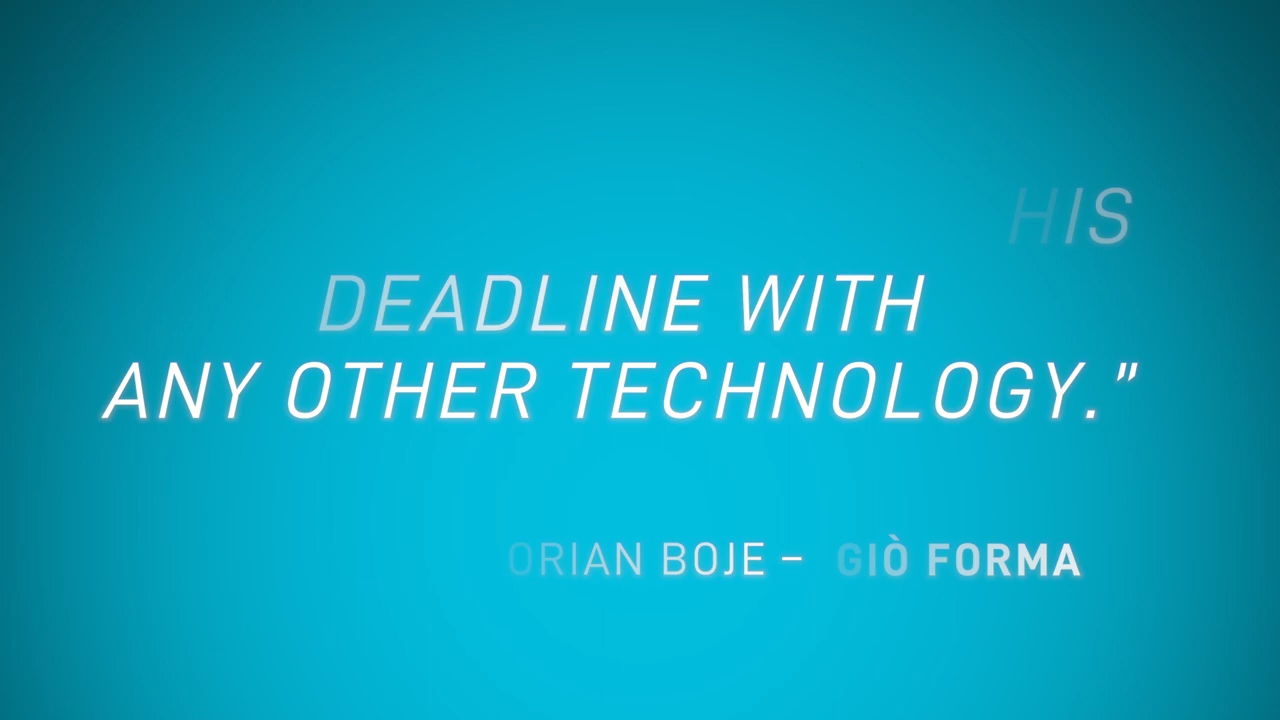 HIS
DEADLINE WITH
ANY OTHER TECHNOLOGY."
ORIAN BOJE – GIÒ FORMA